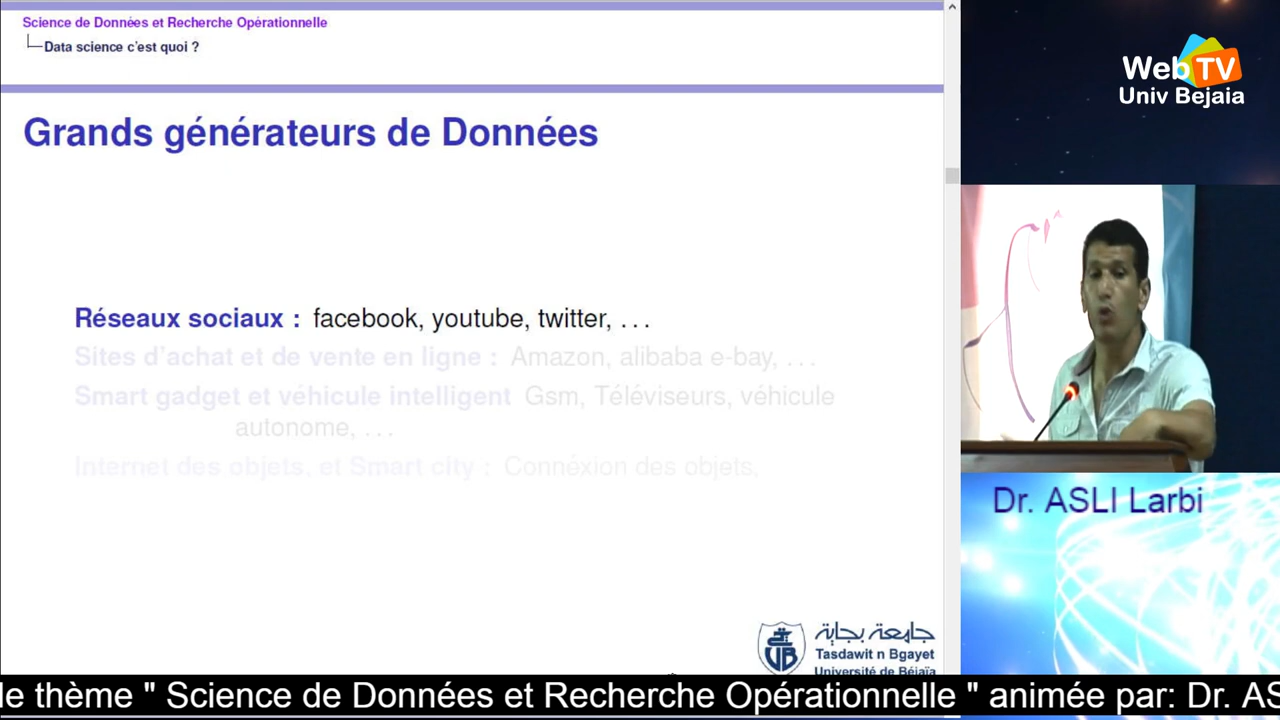 Science de Données et Recherche Opérationnelle
Data science c'est quoi ?
Grands générateurs de Données
Réseaux sociaux : facebook, youtube, twitter, ...
Sites d'achat et de vente en ligne : Amazon, alibaba e-bay, ...
Smart gadget et véhicule intelligent Gsm, Téléviseurs, véhicule
autonome, ...
Internet des objets, et Smart city : Connéxion des objets,
جامعة بجاية
Tasdawit n Bgayet
Université de Béjaïa
UB
Web TV
Univ Bejaia
Dr. ASLI Larbi
le thème " Science de Données et Recherche Opérationnelle " animée par: Dr. AS